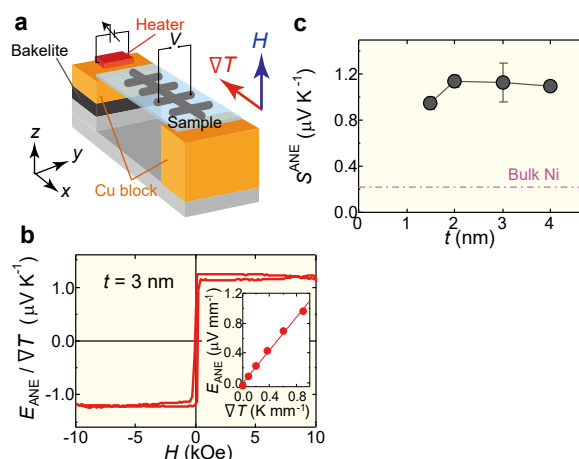 a
Heater
Bakelite
V
H
∇T
Sample
z
y
x
Cu block
b
t = 3 nm
E_ANE / ∇T (μV K⁻¹)
1.0
0.0
-1.0
-10
-5
0
5
10
H (kOe)
E_ANE (μV mm⁻¹)
1.2
0.8
0.4
0.0
0.0
0.4
0.8
∇T (K mm⁻¹)
c
S^ANE (μV K⁻¹)
1.6
1.2
0.8
0.4
0.0
Bulk Ni
0
1
2
3
4
t (nm)